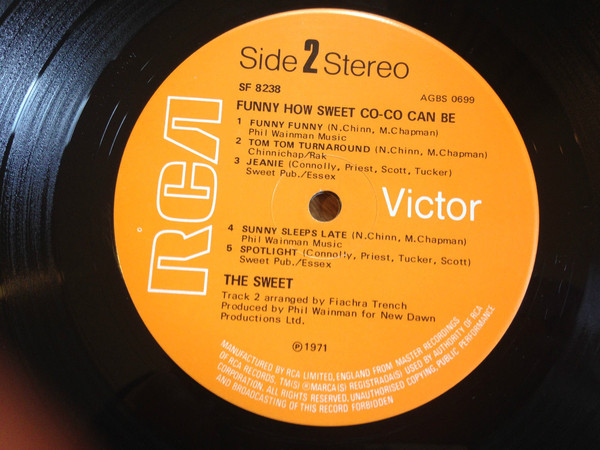 Side 2 Stereo
SF 8238
AGBS 0699
FUNNY HOW SWEET CO-CO CAN BE
1 FUNNY FUNNY (N.Chinn, M.Chapman)
Phil Wainman Music
2 TOM TOM TURNAROUND (N.Chinn, M.Chapman)
Chinnichap/Rak
3 JEANIE (Connolly, Priest, Scott, Tucker)
Sweet Pub./Essex
RCA
Victor
4 SUNNY SLEEPS LATE (N.Chinn, M.Chapman)
Phil Wainman Music
5 SPOTLIGHT (Connolly, Priest, Tucker, Scott)
Sweet Pub./Essex
THE SWEET
Track 2 arranged by Fiachra Trench
Produced by Phil Wainman for New Dawn
Productions Ltd.
℗1971
MANUFACTURED BY RCA LIMITED, ENGLAND FROM MASTER RECORDINGS
OF RCA RECORDS. TM(S) ® MARCA(S) REGISTRADA(S) USED BY AUTHORITY OF RCA
CORPORATION. ALL RIGHTS RESERVED. UNAUTHORISED COPYING, PUBLIC PERFORMANCE
AND BROADCASTING OF THIS RECORD FORBIDDEN